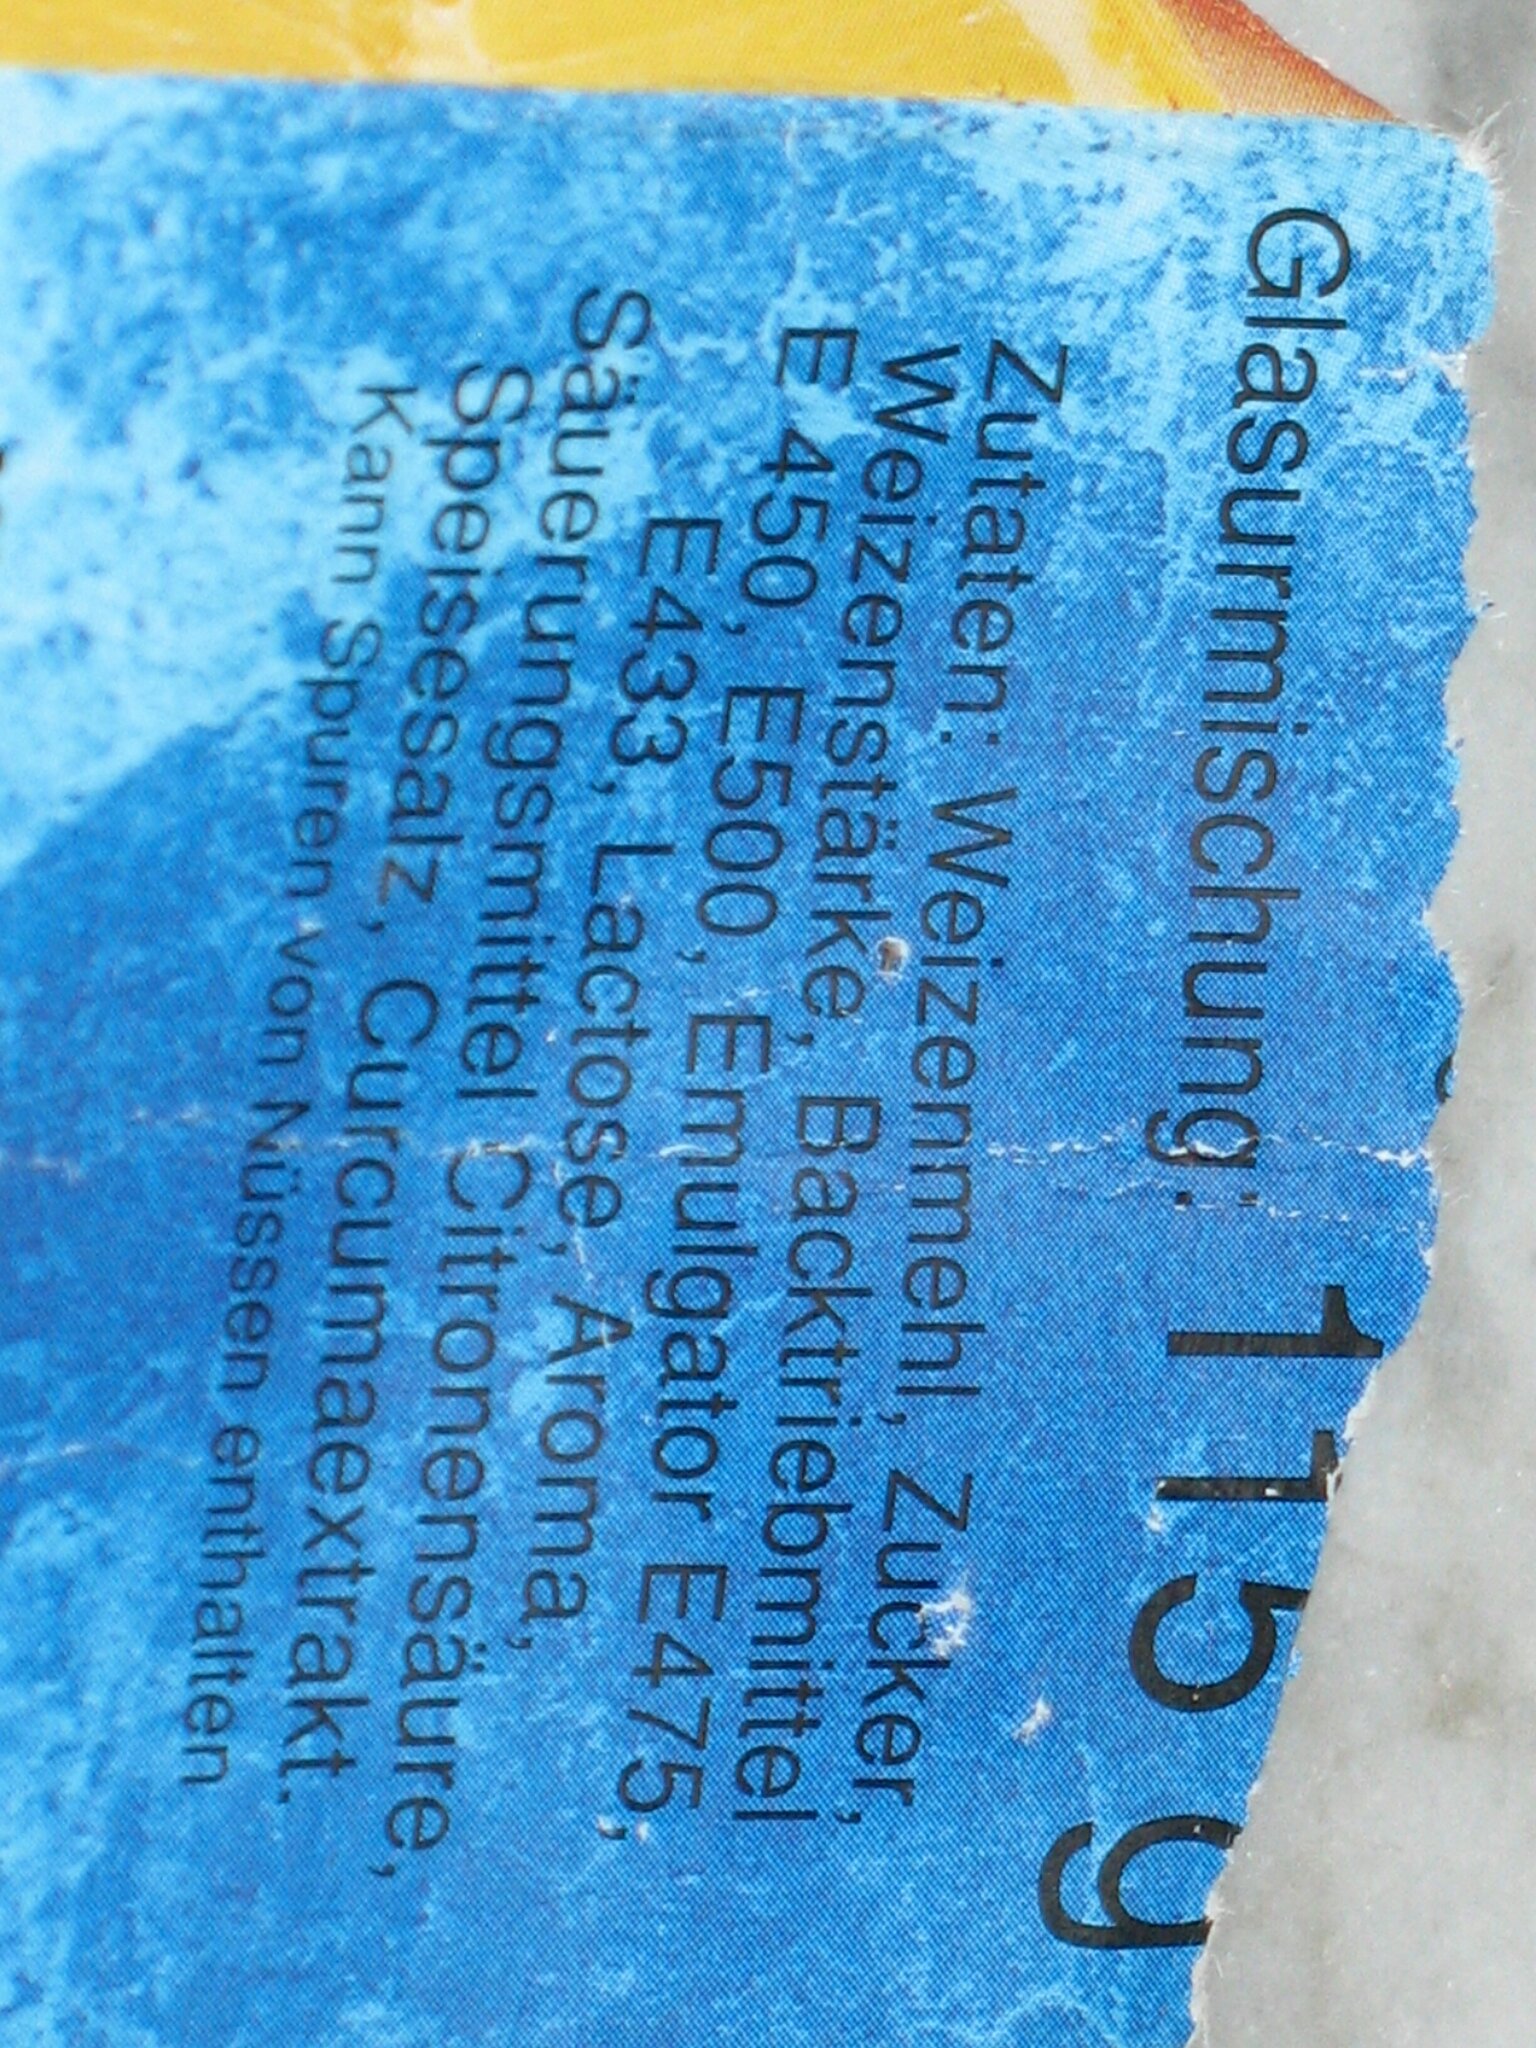 Glasurmischung: 115 g
Zutaten: Weizenmehl, Zucker,
Weizenstärke, Backtriebmittel
E 450, E500, Emulgator E 475,
E433, Lactose, Aroma,
Säuerungsmittel Citronensäure,
Speisesalz, Curcumaextrakt.
Kann Spuren von Nüssen enthalten